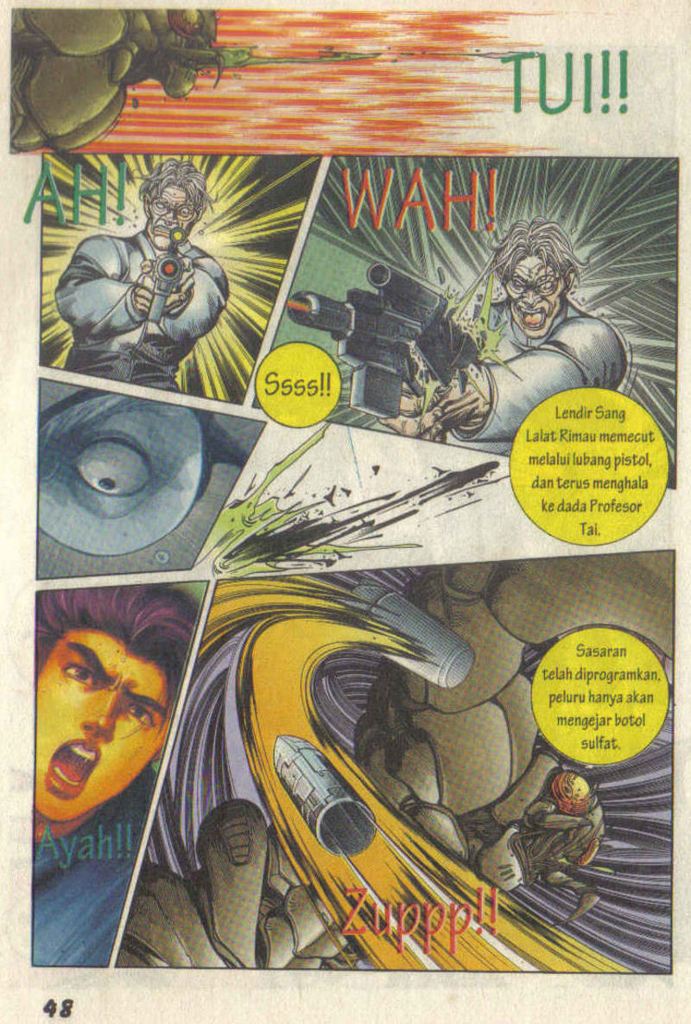 TUI!!!
AH!
WAH!
Ssss!!
Lendir Sang
Lalat Rimau memecut
melalui lubang pistol,
dan terus menghala
ke dada Profesor
Tai.
Ayah!!
Sasaran
telah diprogramkan,
peluru hanya akan
mengejar botol
sulfat.
Zuppp!!
48